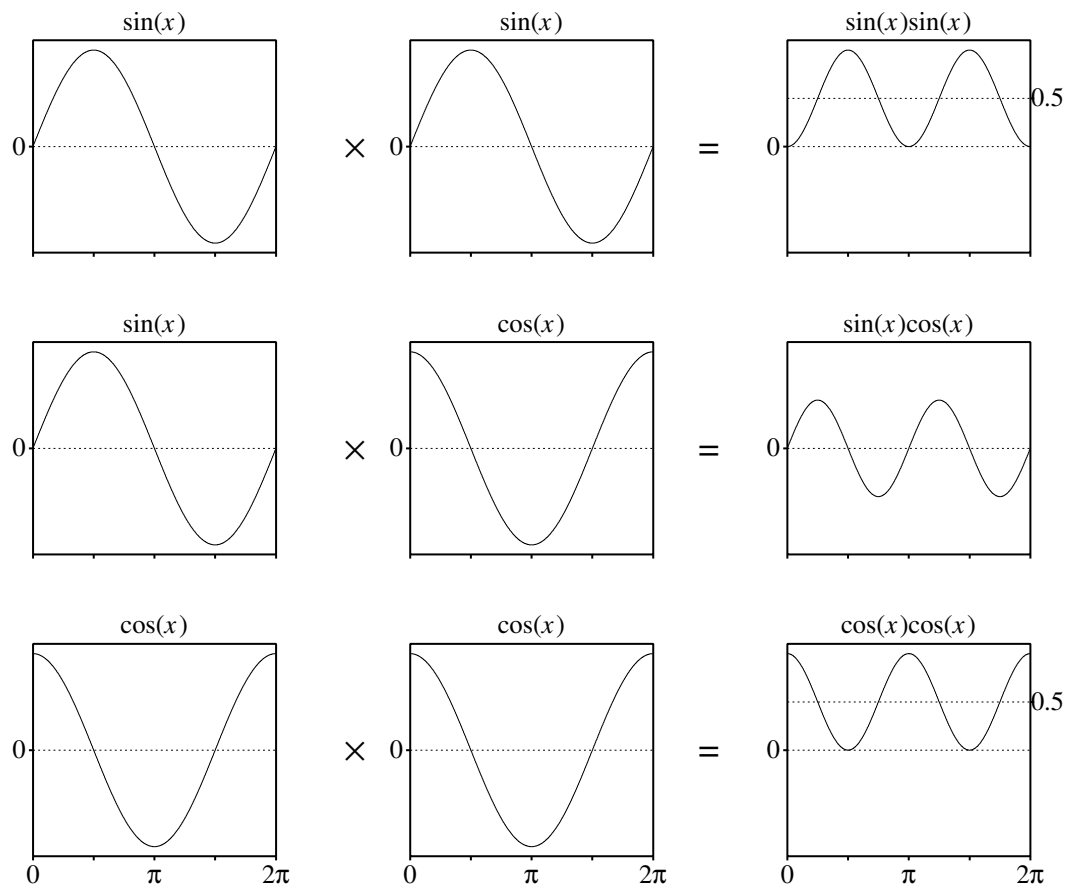 sin(x) sin(x) sin(x)sin(x)
0 × 0 = 0 0.5
sin(x) cos(x) sin(x)cos(x)
0 × 0 = 0
cos(x) cos(x) cos(x)cos(x)
0 × 0 = 0 0.5
0 π 2π 0 π 2π 0 π 2π